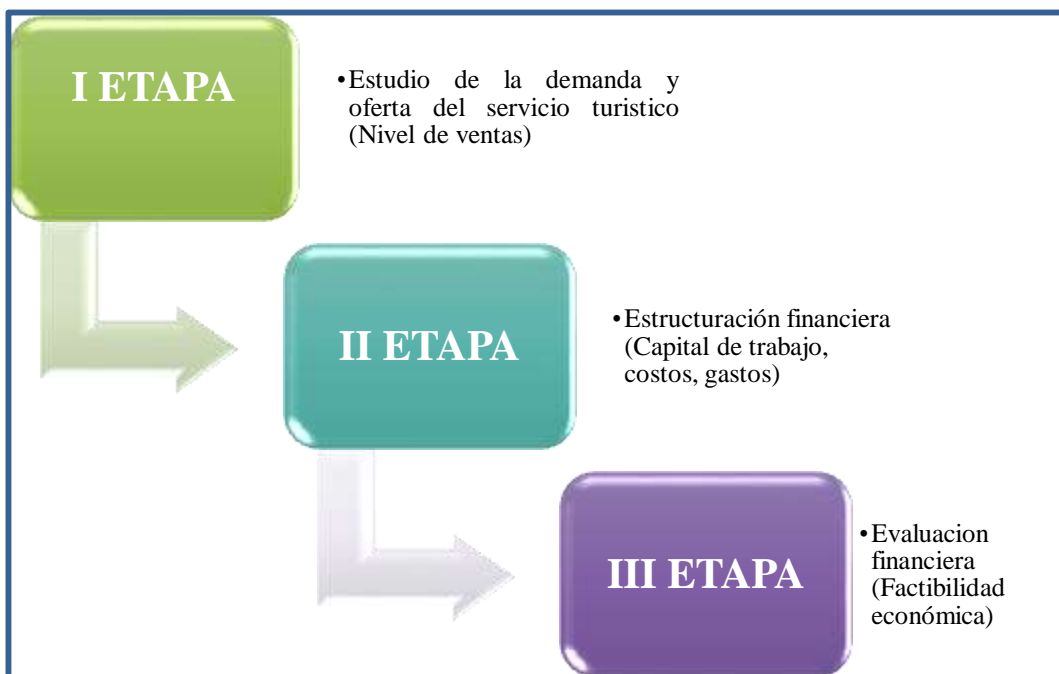 I ETAPA
•Estudio de la demanda y
oferta del servicio turistico
(Nivel de ventas)
II ETAPA
•Estructuración financiera
(Capital de trabajo,
costos, gastos)
III ETAPA
•Evaluacion
financiera
(Factibilidad
económica)